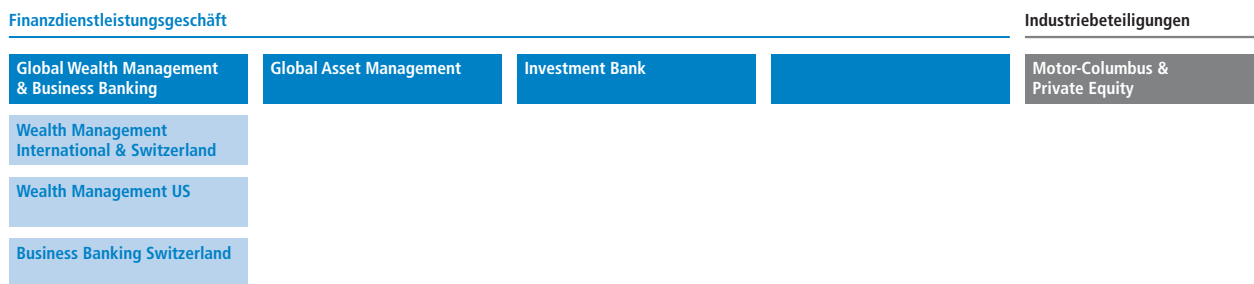 Finanzdienstleistungsgeschäft
Industriebeteiligungen
Global Wealth Management
& Business Banking
Global Asset Management
Investment Bank
Motor-Columbus &
Private Equity
Wealth Management
International & Switzerland
Wealth Management US
Business Banking Switzerland